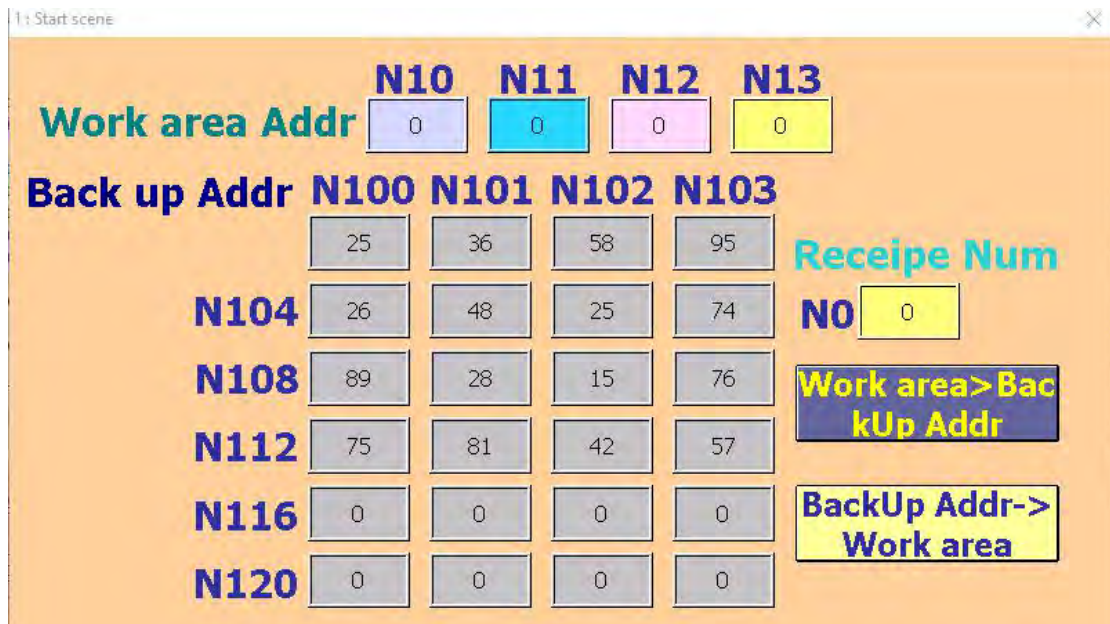 1 : Start scene
N10 N11 N12 N13
Work area Addr 0 0 0 0
Back up Addr N100 N101 N102 N103
25 36 58 95
Receipe Num
N104 26 48 25 74
N0 0
N108 89 28 15 76
Work area>Bac
kUp Addr
N112 75 81 42 57
N116 0 0 0 0
BackUp Addr->
Work area
N120 0 0 0 0